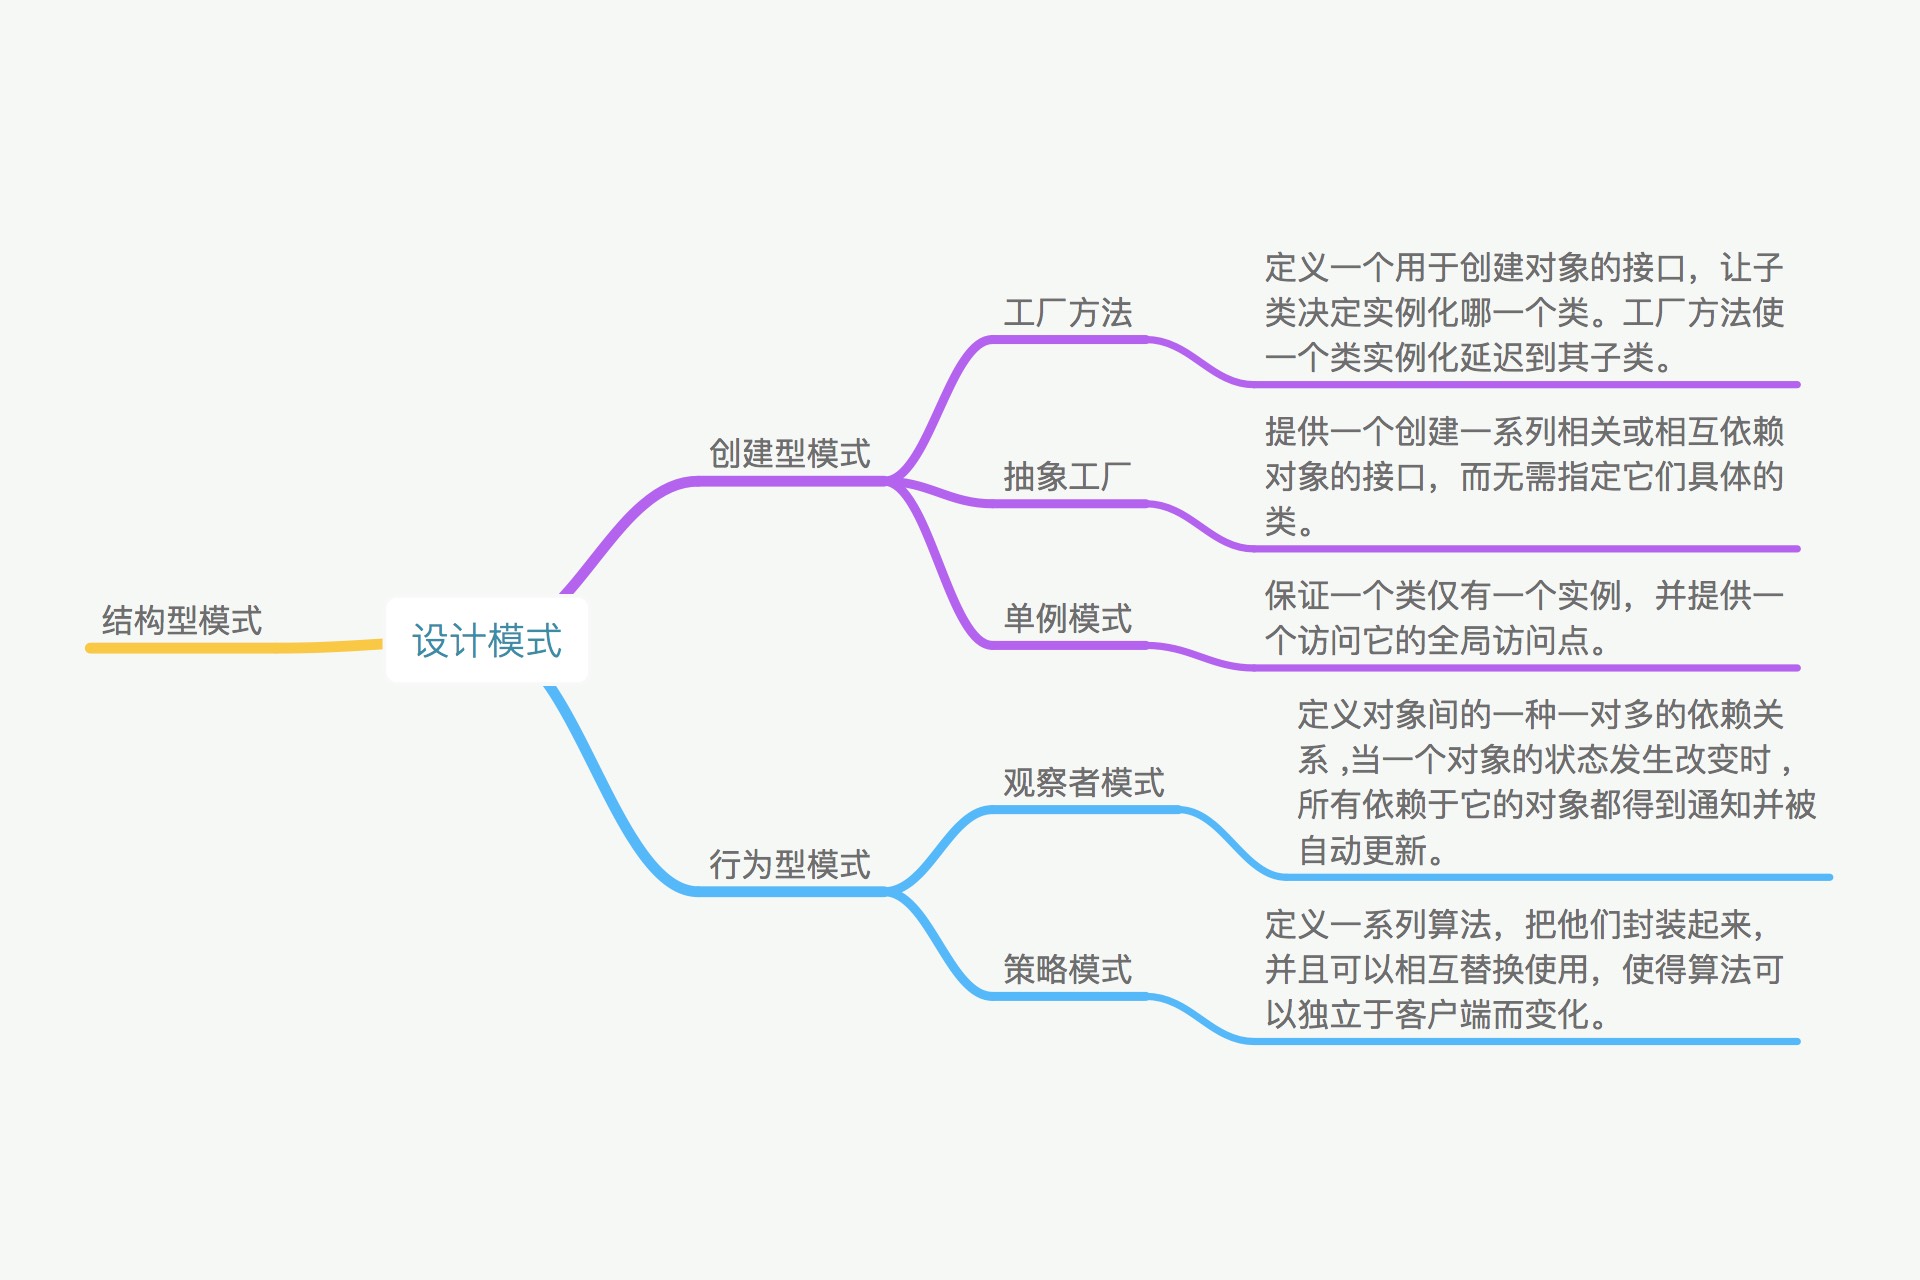 结构型模式
设计模式
创建型模式
工厂方法
定义一个用于创建对象的接口，让子
类决定实例化哪一个类。工厂方法使
一个类实例化延迟到其子类。
抽象工厂
提供一个创建一系列相关或相互依赖
对象的接口，而无需指定它们具体的
类。
单例模式
保证一个类仅有一个实例，并提供一
个访问它的全局访问点。
行为型模式
观察者模式
定义对象间的一种一对多的依赖关
系 ,当一个对象的状态发生改变时 ,
所有依赖于它的对象都得到通知并被
自动更新。
策略模式
定义一系列算法，把他们封装起来，
并且可以相互替换使用，使得算法可
以独立于客户端而变化。